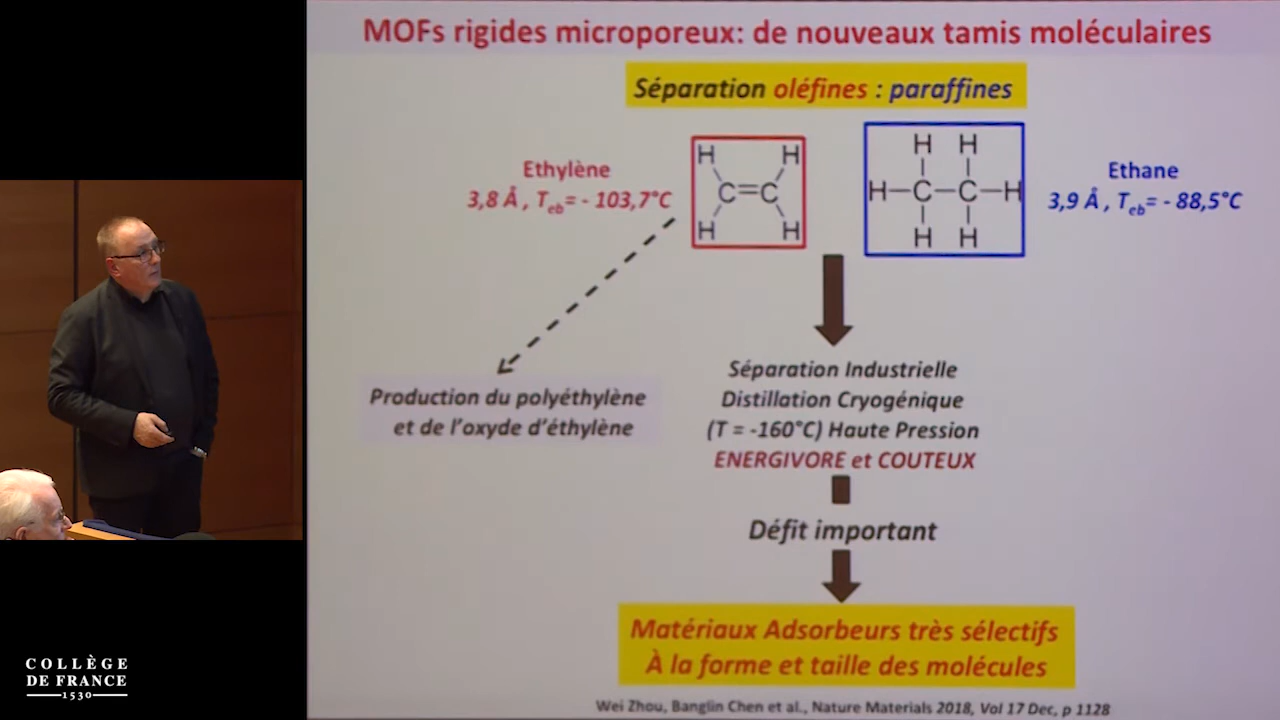 MOFs rigides microporeux: de nouveaux tamis moléculaires
Séparation oléfines : paraffines
Ethylène
3,8 Å , Teb= - 103,7°C
H H
C=C
H H
H H
H-C-C-H
H H
Ethane
3,9 Å , Teb= - 88,5°C
Production du polyéthylène
et de l'oxyde d'éthylène
Séparation Industrielle
Distillation Cryogénique
(T = -160°C) Haute Pression
ENERGIVORE et COUTEUX
Défit important
Matériaux Adsorbeurs très sélectifs
À la forme et taille des molécules
Wei Zhou, Banglin Chen et al., Nature Materials 2018, Vol 17 Dec, p 1128
COLLÈGE
DE FRANCE
1530